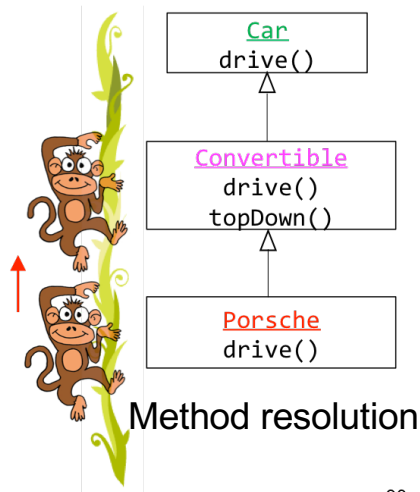 Car
drive()
Convertible
drive()
topDown()
Porsche
drive()
Method resolution